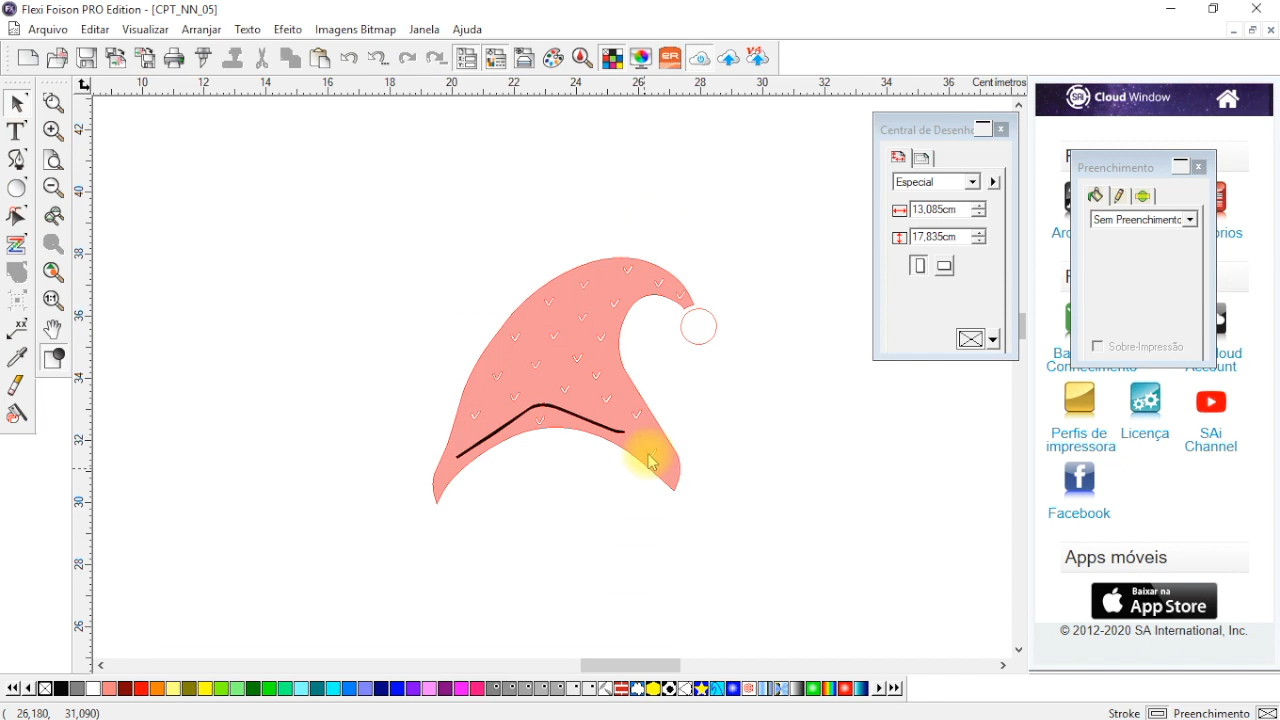 Flexi Foison PRO Edition - [CPT_NN_05]
Arquivo Editar Visualizar Arranjar Texto Efeito Imagens Bitmap Janela Ajuda
10 12 14 16 18 20 22 24 26 28 30 32 34 36 Centímetros
42 40 38 36 34 32 30 28 26
Central de Desenho
Especial
13,085cm
17,835cm
SAi Cloud Window
Preenchimento
Sem Preenchimento
Sobre-Impressão
Conhecimento
Account
Perfis de impressora
Licença
SAi Channel
Facebook
Apps móveis
Baixar na
App Store
© 2012-2020 SA International, Inc.
( 26,180, 31,090)
Stroke Preenchimento